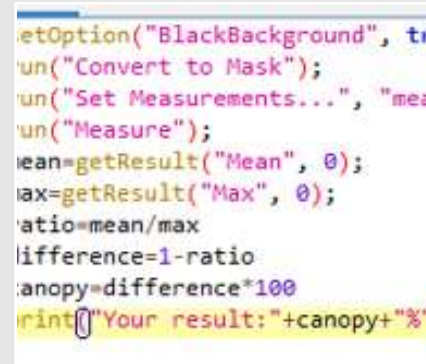 etOption("BlackBackground", tr
un("Convert to Mask");
un("Set Measurements...", "mea
un("Measure");
ean=getResult("Mean", 0);
ax=getResult("Max", 0);
atio=mean/max
ifference=1-ratio
anopy=difference*100
rint("Your result:"+canopy+"%"